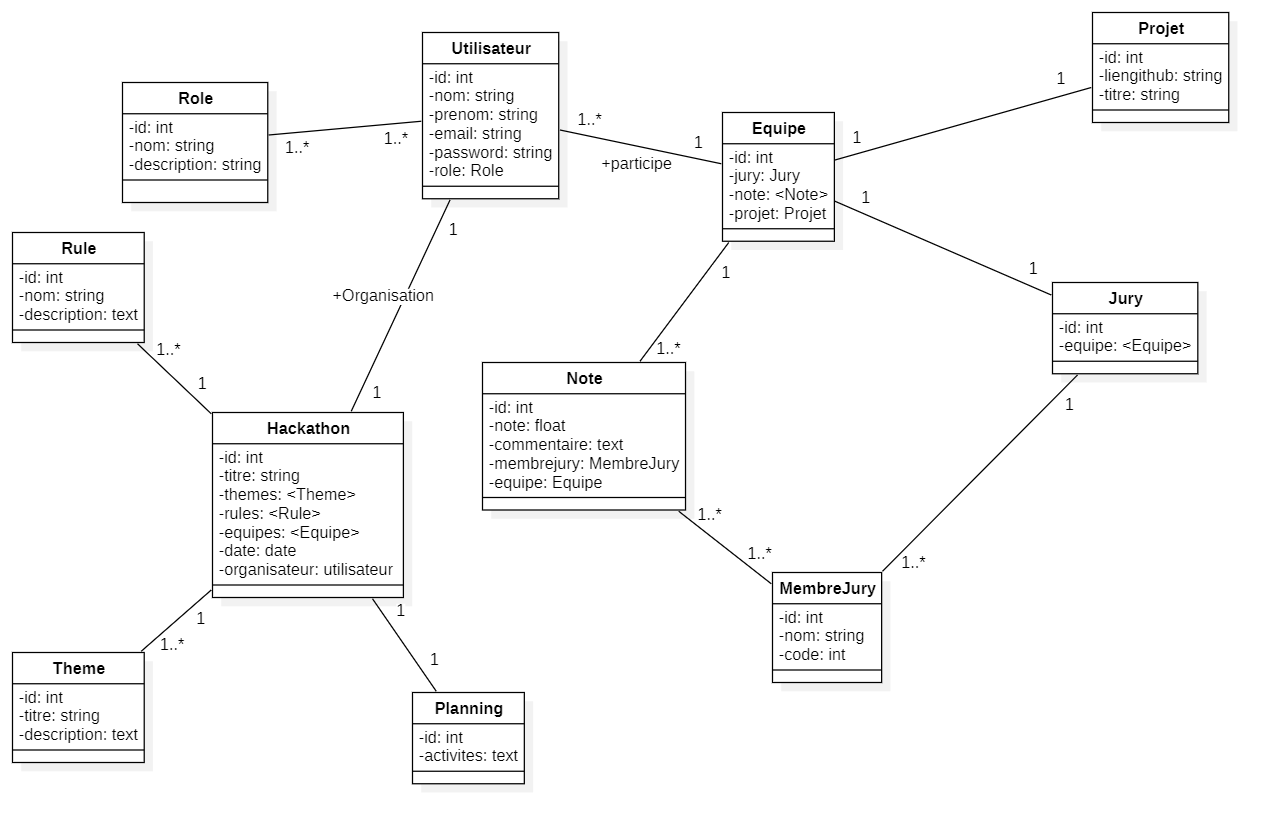 Projet
-id: int
-liengithub: string
-titre: string
Utilisateur
-id: int
-nom: string
-prenom: string
-email: string
-password: string
-role: Role
Role
-id: int
-nom: string
-description: string
1..*
1..*
1..*
1
+participe
Equipe
-id: int
-jury: Jury
-note: <Note>
-projet: Projet
1
1
1
1
Jury
-id: int
-equipe: <Equipe>
Rule
-id: int
-nom: string
-description: text
1..*
1
1
+Organisation
1
1
1..*
Note
-id: int
-note: float
-commentaire: text
-membrejury: MembreJury
-equipe: Equipe
Hackathon
-id: int
-titre: string
-themes: <Theme>
-rules: <Rule>
-equipes: <Equipe>
-date: date
-organisateur: utilisateur
1..*
1..*
1
1..*
MembreJury
-id: int
-nom: string
-code: int
1
1..*
Theme
-id: int
-titre: string
-description: text
1
1
Planning
-id: int
-activites: text